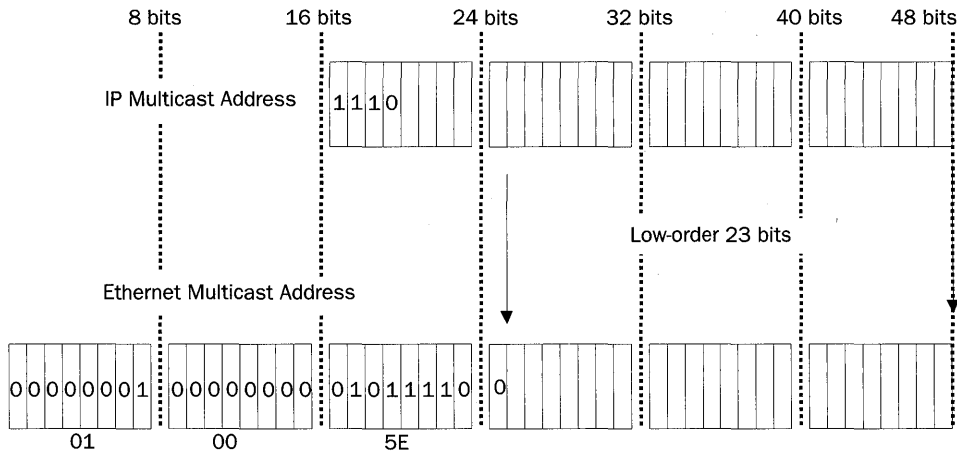 8 bits 16 bits 24 bits 32 bits 40 bits 48 bits
IP Multicast Address 1110
Low-order 23 bits
Ethernet Multicast Address
00000001 00000000 01011110 0
01 00 5E